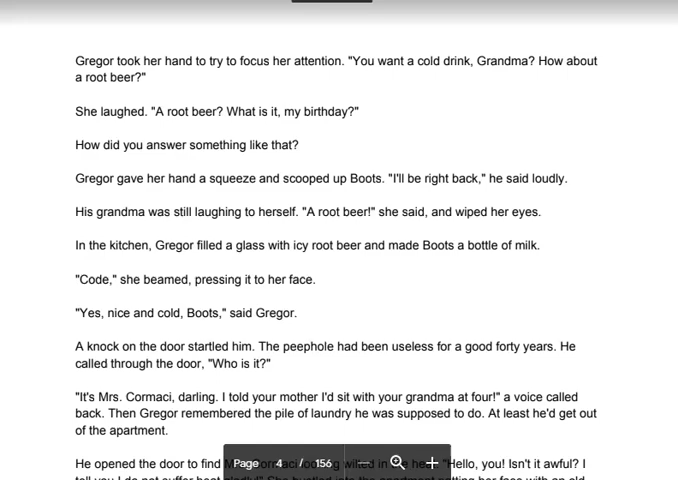 Gregor took her hand to try to focus her attention. "You want a cold drink, Grandma? How about
a root beer?"
She laughed. "A root beer? What is it, my birthday?"
How did you answer something like that?
Gregor gave her hand a squeeze and scooped up Boots. "I'll be right back," he said loudly.
His grandma was still laughing to herself. "A root beer!" she said, and wiped her eyes.
In the kitchen, Gregor filled a glass with icy root beer and made Boots a bottle of milk.
"Code," she beamed, pressing it to her face.
"Yes, nice and cold, Boots," said Gregor.
A knock on the door startled him. The peephole had been useless for a good forty years. He
called through the door, "Who is it?"
"It's Mrs. Cormaci, darling. I told your mother I'd sit with your grandma at four!" a voice called
back. Then Gregor remembered the pile of laundry he was supposed to do. At least he'd get out
of the apartment.
He opened the door to find Mrs. Cormaci looking wilted in the heat. "Hello, you! Isn't it awful? I
Page 4 / 156